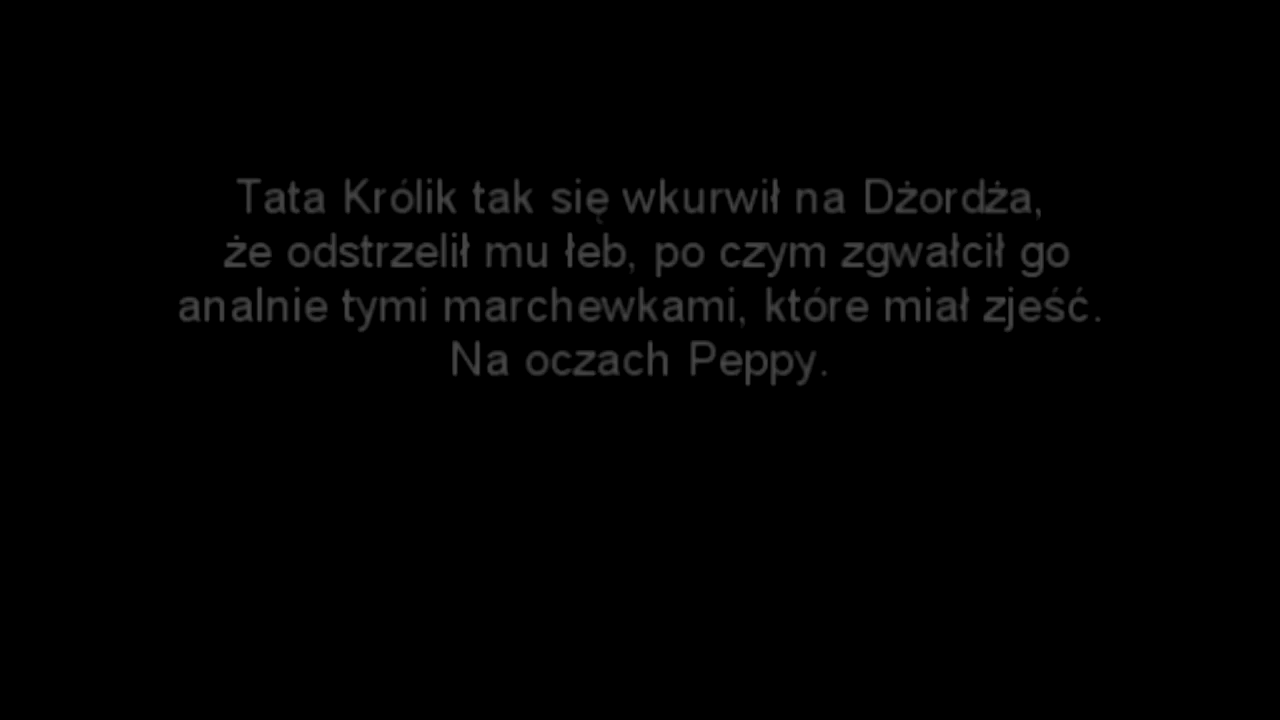 Tata Królik tak się wkurwił na Dżordża,
że odstrzelił mu łeb, po czym zgwałcił go
analnie tymi marchewkami, które miał zjeść.
Na oczach Peppy.